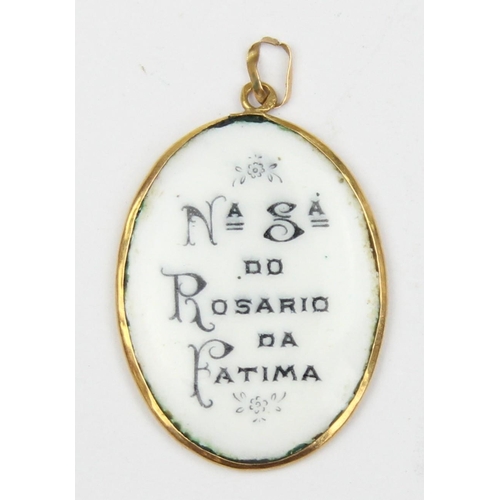 Nª Sª
DO
ROSARIO
DA
FATIMA